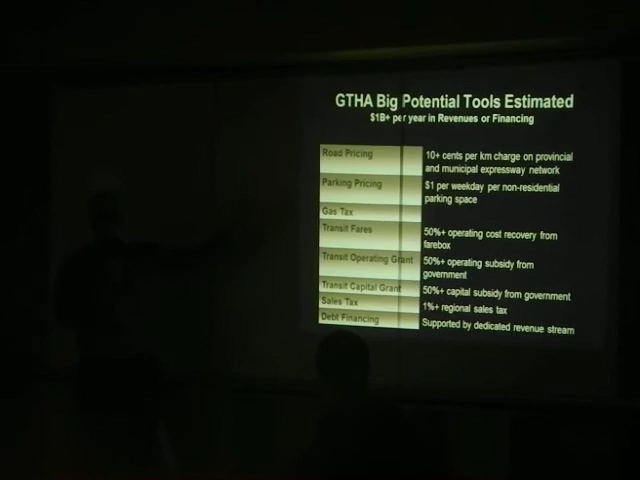 GTHA Big Potential Tools Estimated
$1B+ per year in Revenues or Financing
Road Pricing
10+ cents per km charge on provincial
and municipal expressway network
Parking Pricing
$1 per weekday per non-residential
parking space
Gas Tax
Transit Fares
50%+ operating cost recovery from
farebox
Transit Operating Grant
50%+ operating subsidy from
government
Transit Capital Grant
50%+ capital subsidy from government
Sales Tax
1%+ regional sales tax
Debt Financing
Supported by dedicated revenue stream